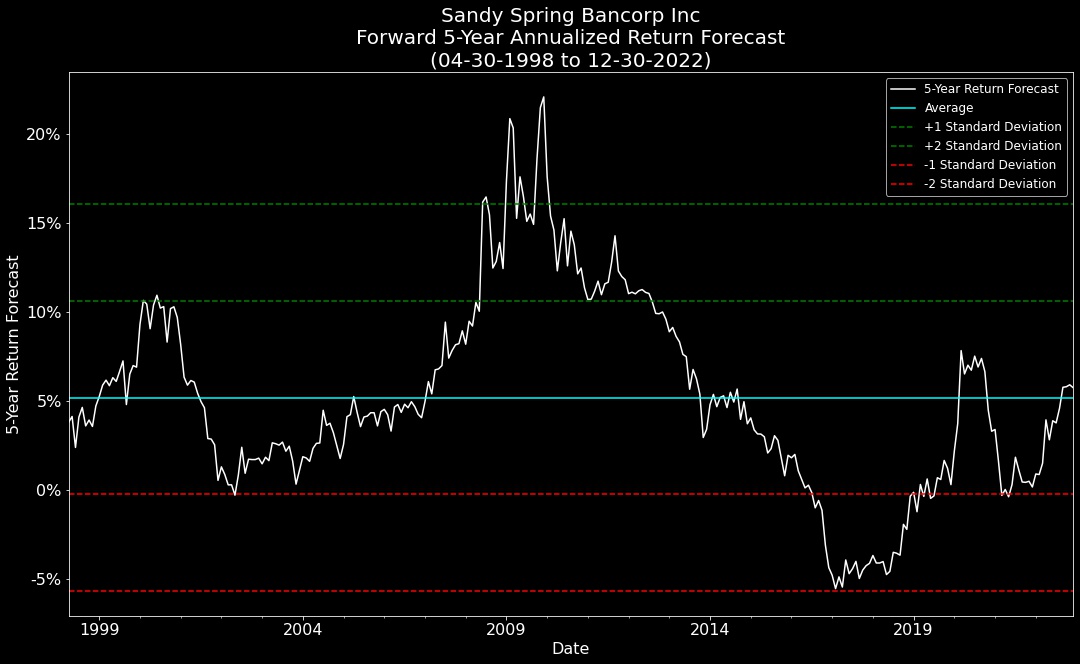 Sandy Spring Bancorp Inc
Forward 5-Year Annualized Return Forecast
(04-30-1998 to 12-30-2022)
5-Year Return Forecast
Average
+1 Standard Deviation
+2 Standard Deviation
-1 Standard Deviation
-2 Standard Deviation
5-Year Return Forecast
20%
15%
10%
5%
0%
-5%
1999 2004 2009 2014 2019
Date